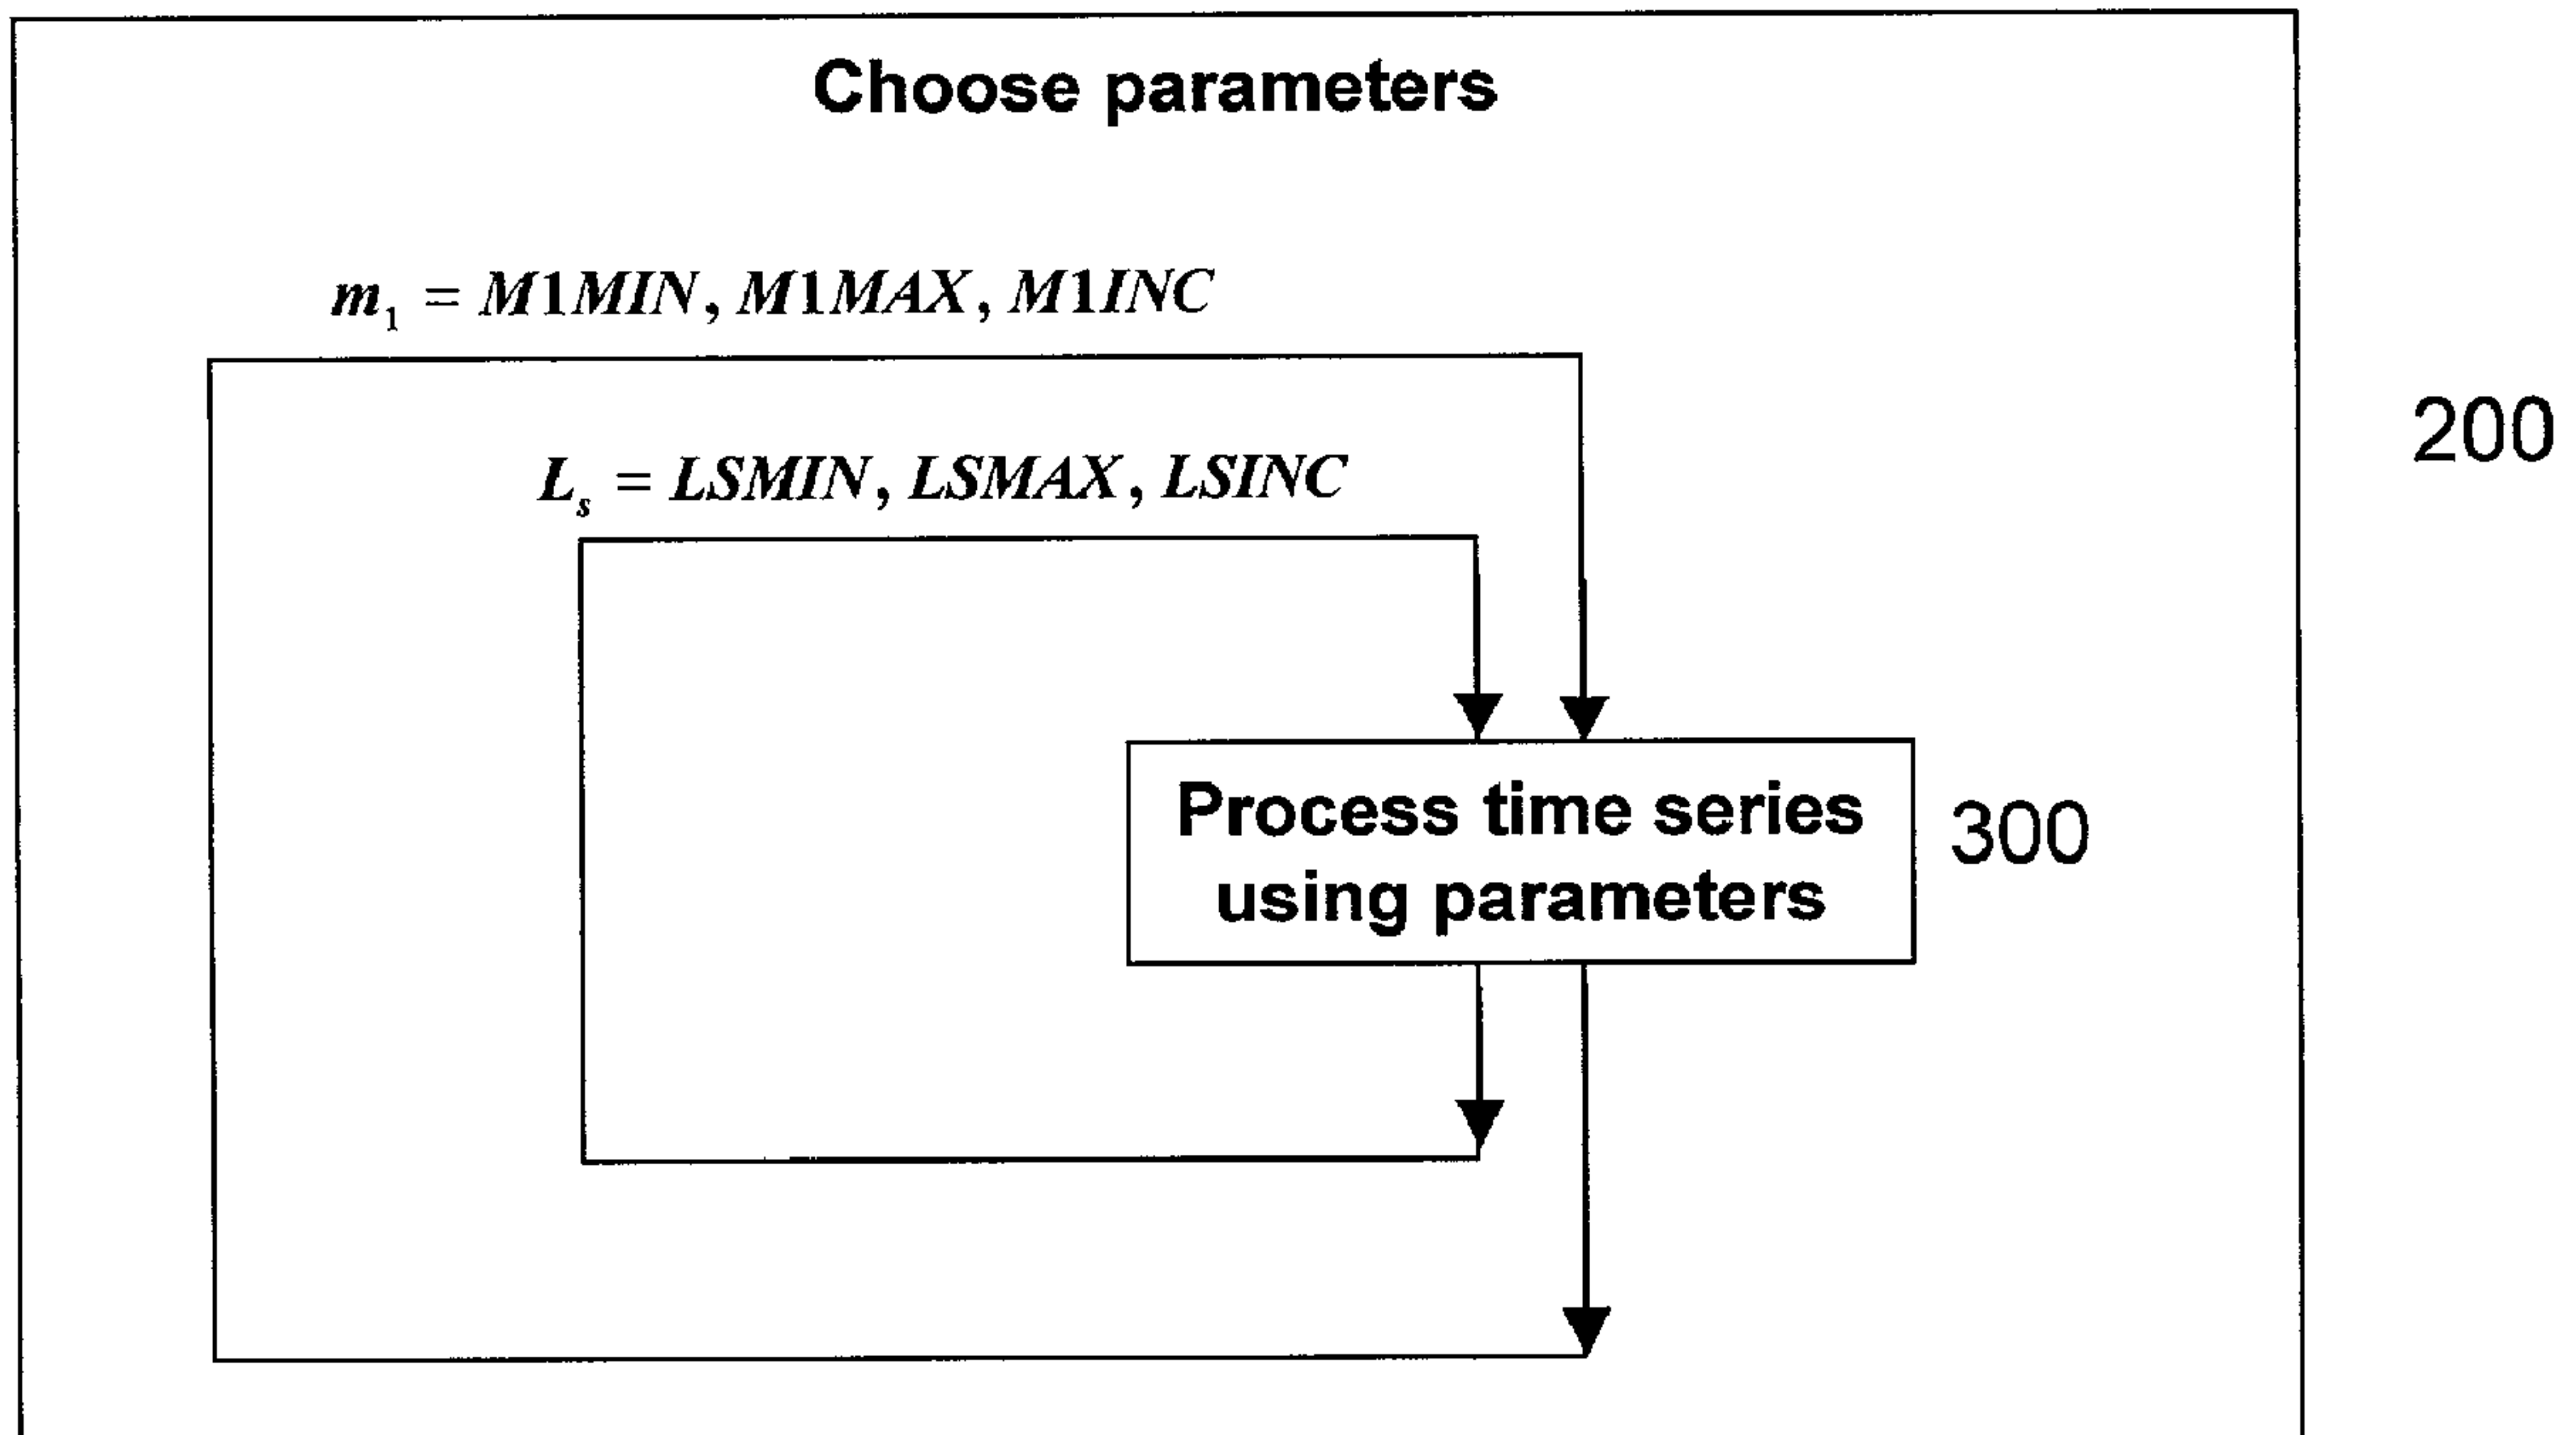 Choose parameters
m₁ = M1MIN, M1MAX, M1INC
200
Lₛ = LSMIN, LSMAX, LSINC
Process time series
using parameters
300